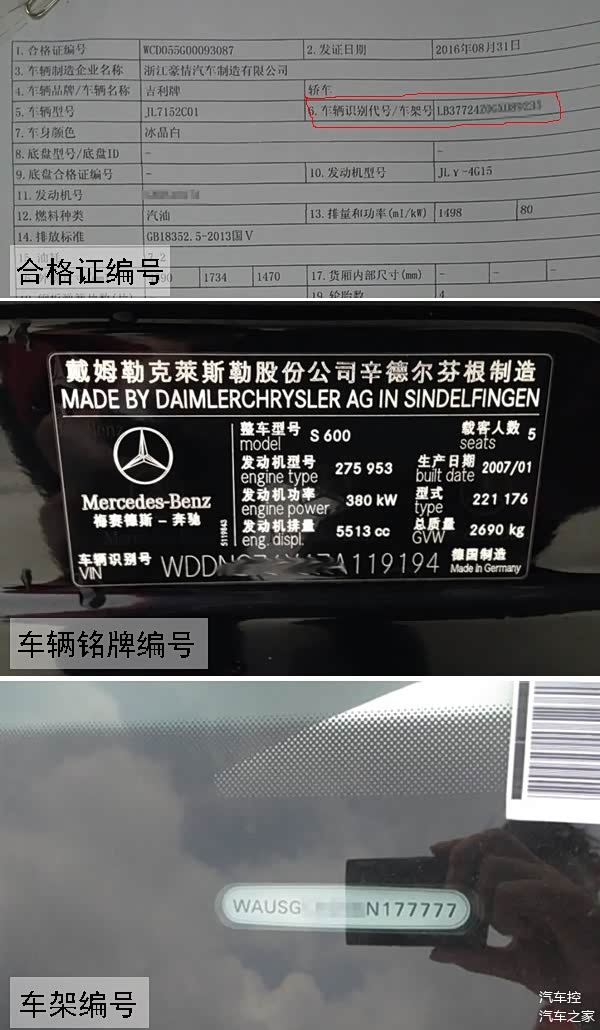 1. 合格证编号 WCD055G00093087 2. 发证日期 2016年08月31日
3. 车辆制造企业名称 浙江豪情汽车制造有限公司
4. 车辆品牌/车辆名称 吉利牌 轿车
5. 车辆型号 JL7152C01 6. 车辆识别代号/车架号 LB37724
7. 车身颜色 冰晶白
8. 底盘型号/底盘ID - -
9. 底盘合格证编号 - 10. 发动机型号 JLγ-4G15
11. 发动机号
12. 燃料种类 汽油 13. 排量和功率(ml/kW) 1498 80
14. 排放标准 GB18352.5-2013国Ⅴ
1734 1470 17. 货厢内部尺寸(mm) - - -
19. 轮胎数 4
合格证编号
戴姆勒克莱斯勒股份公司辛德尔芬根制造
MADE BY DAIMLERCHRYSLER AG IN SINDELFINGEN
Mercedes-Benz
梅赛德斯－奔驰
整车型号 S 600 载客人数 5
model seats
发动机型号 275 953 生产日期 2007/01
engine type built date
发动机功率 380 kW 型式 221 176
engine power type
发动机排量 5513 cc 总质量 2690 kg
eng. displ. GVW
车辆识别号 WDDN A119194 德国制造
VIN Made in Germany
车辆铭牌编号
WAUSG N177777
车架编号
汽车控
汽车之家